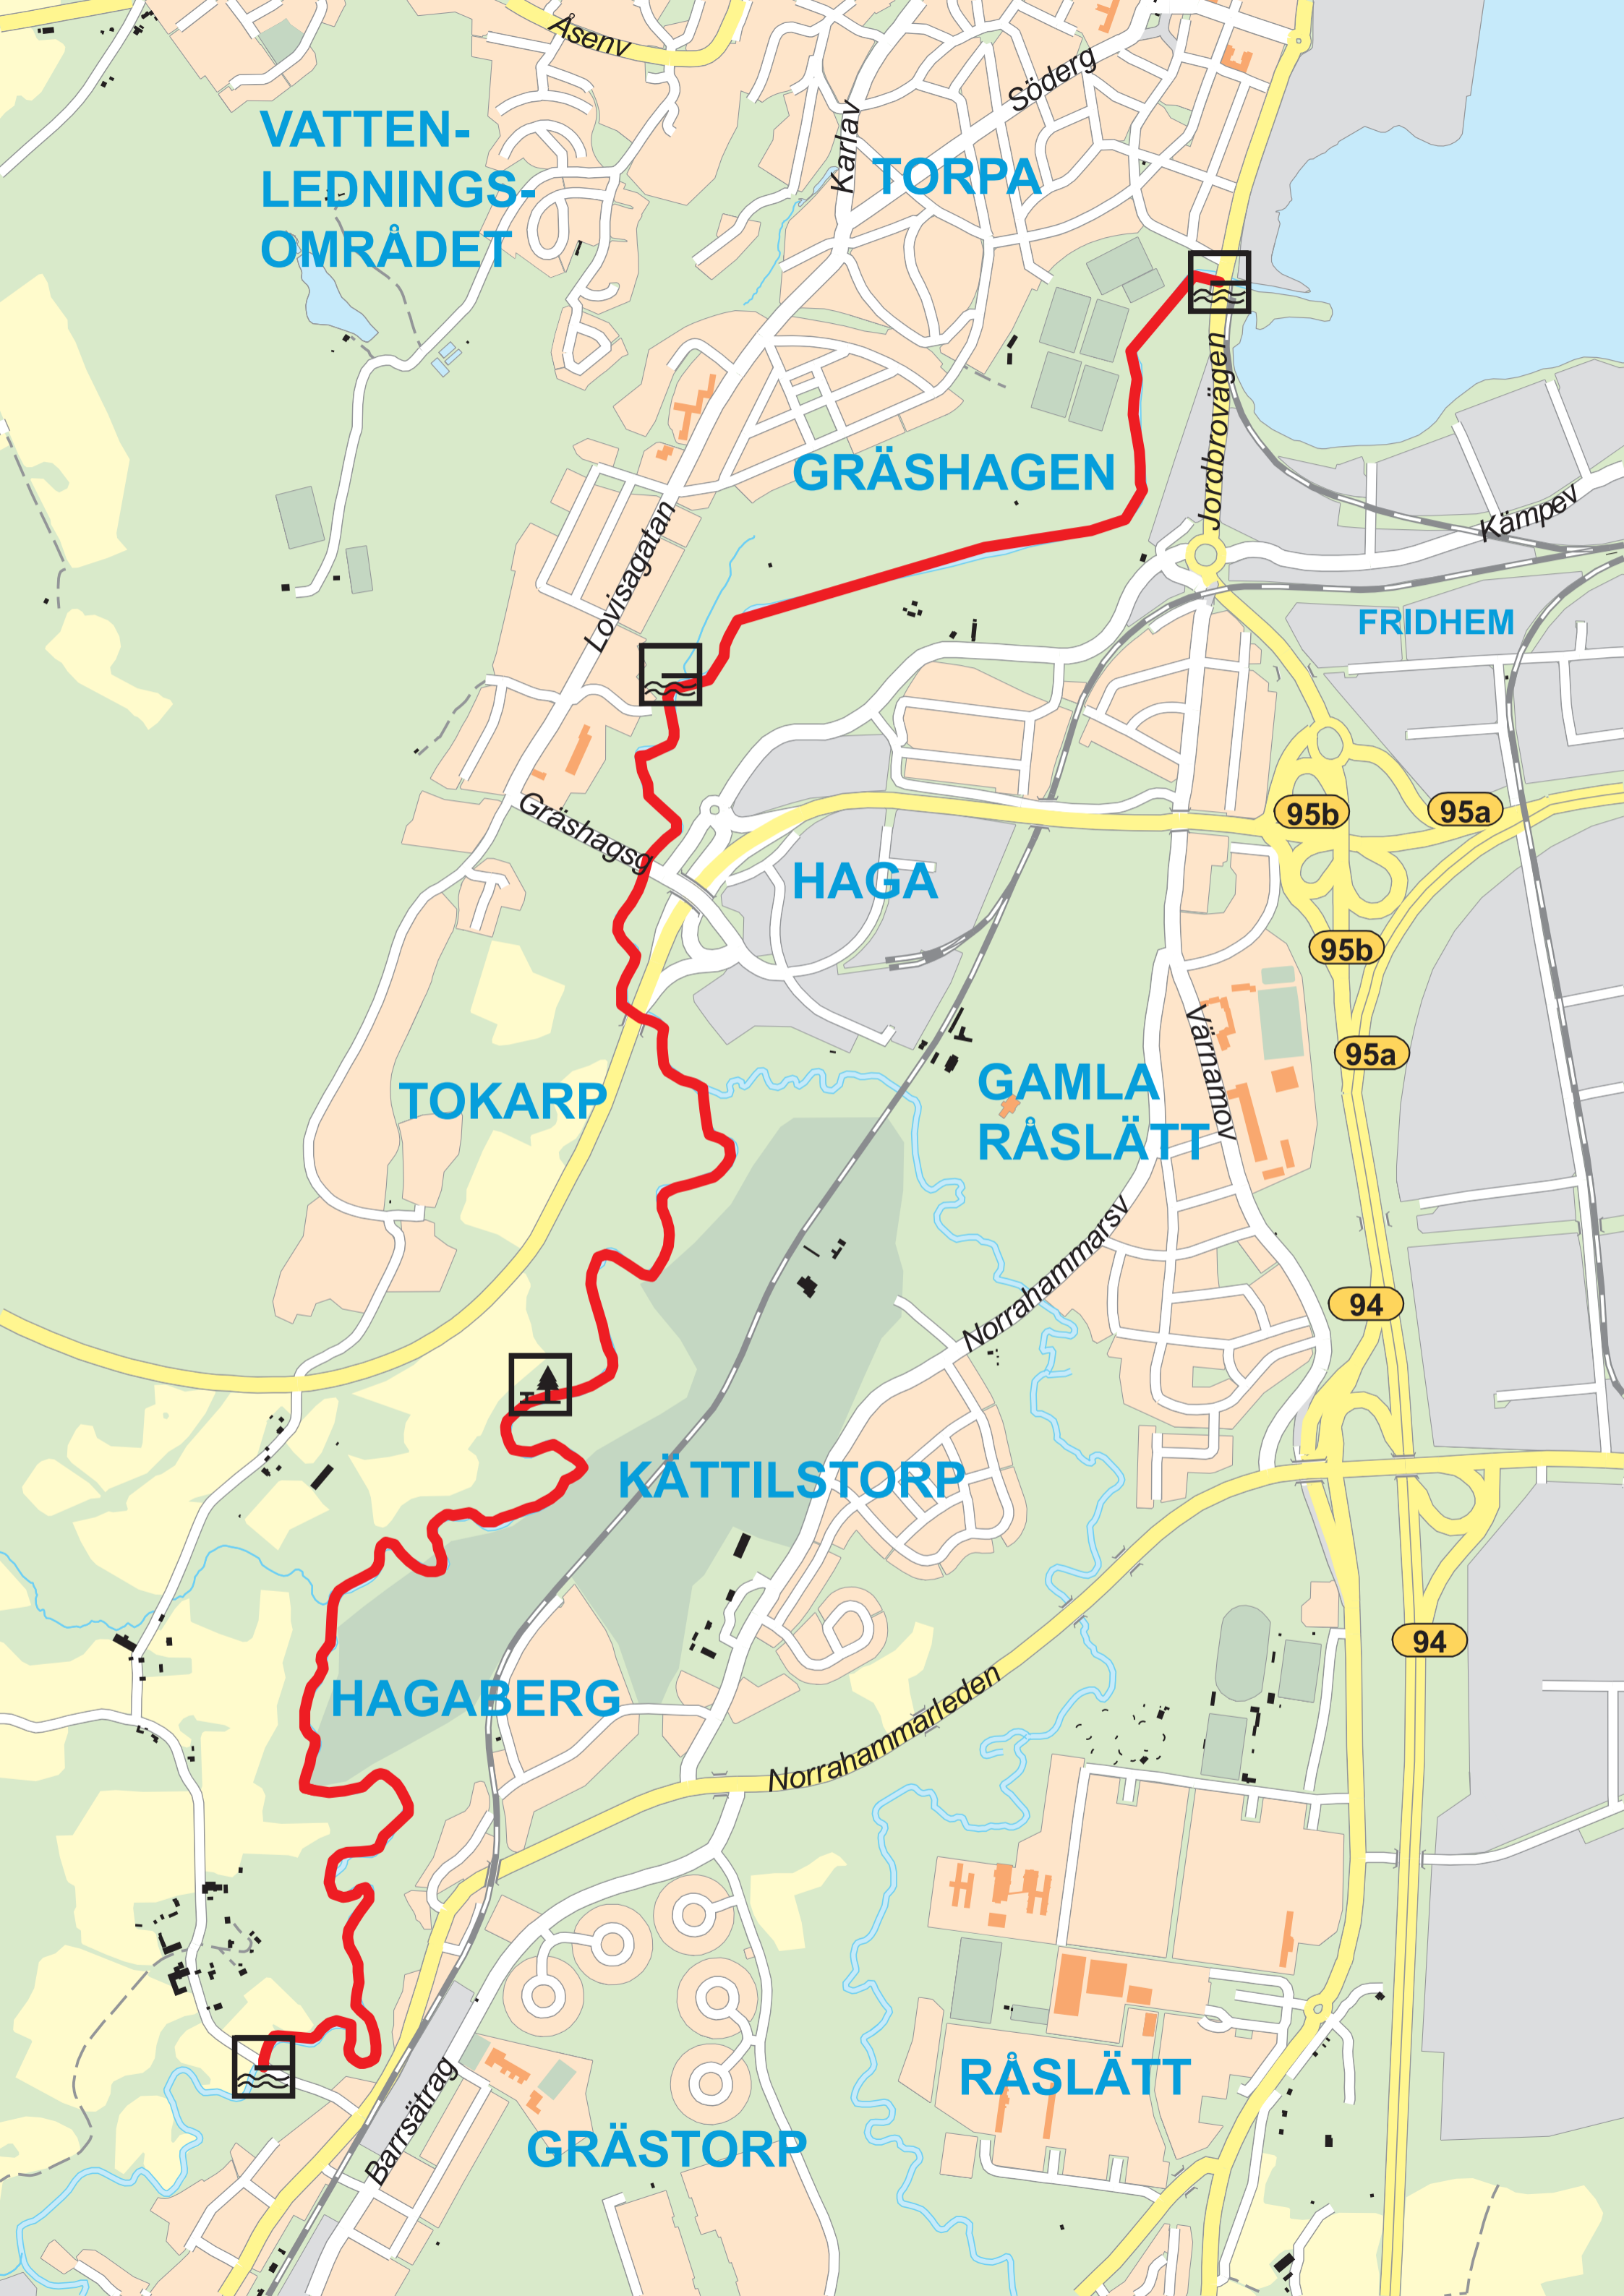 Åsenv
Söderg
VATTEN-
LEDNINGS-
OMRÅDET
Karlav
TORPA
Jordbrovägen
GRÄSHAGEN
Kämpev
Lovisagatan
FRIDHEM
Gräshagsg
95b
95a
HAGA
95b
95a
Värnamov
TOKARP
GAMLA
RÅSLÄTT
Norrahammarsv
94
KÄTTILSTORP
94
HAGABERG
Norrahammarleden
RÅSLÄTT
Barrsätrag
GRÄSTORP